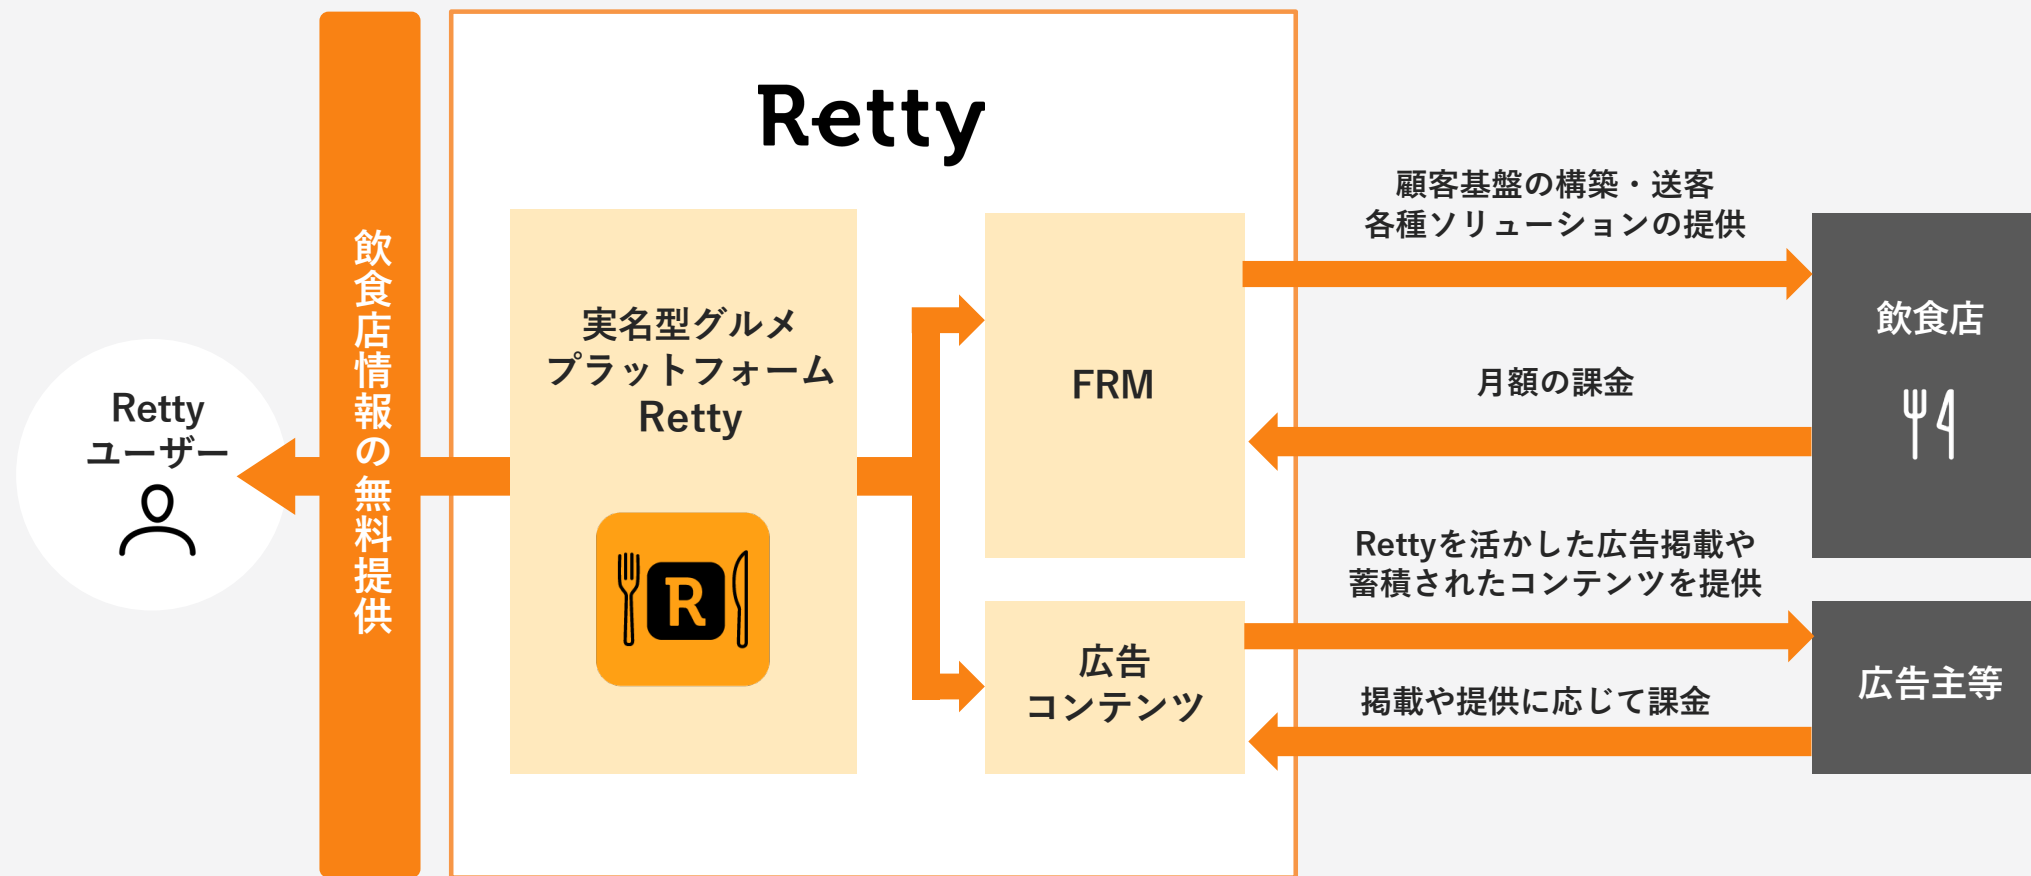 Retty
ユーザー
飲食店情報の無料提供
Retty
実名型グルメ
プラットフォーム
Retty
R
FRM
広告
コンテンツ
顧客基盤の構築・送客
各種ソリューションの提供
月額の課金
Rettyを活かした広告掲載や
蓄積されたコンテンツを提供
掲載や提供に応じて課金
飲食店
広告主等